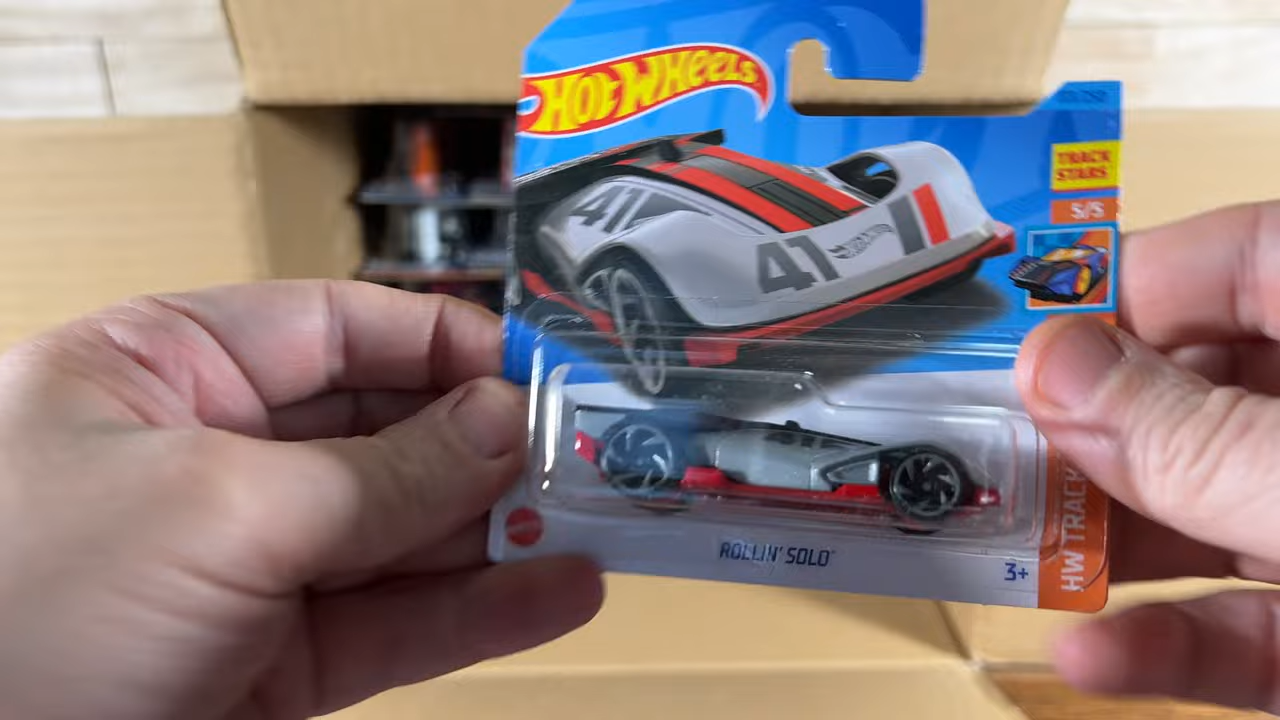 HOT WHEELS
TRACK
STARS
5/5
41
41
ROLLIN' SOLO
3+
HW TRACK